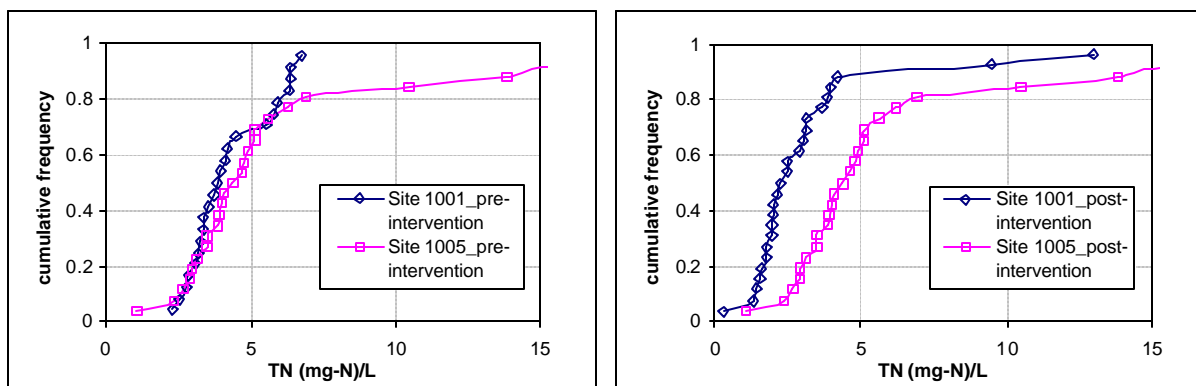 cumulative frequency
1
0.8
0.6
0.4
0.2
0
Site 1001_pre-
intervention
Site 1005_pre-
intervention
0 5 10 15
TN (mg-N)/L
cumulative frequency
1
0.8
0.6
0.4
0.2
0
Site 1001_post-
intervention
Site 1005_post-
intervention
0 5 10 15
TN (mg-N)/L